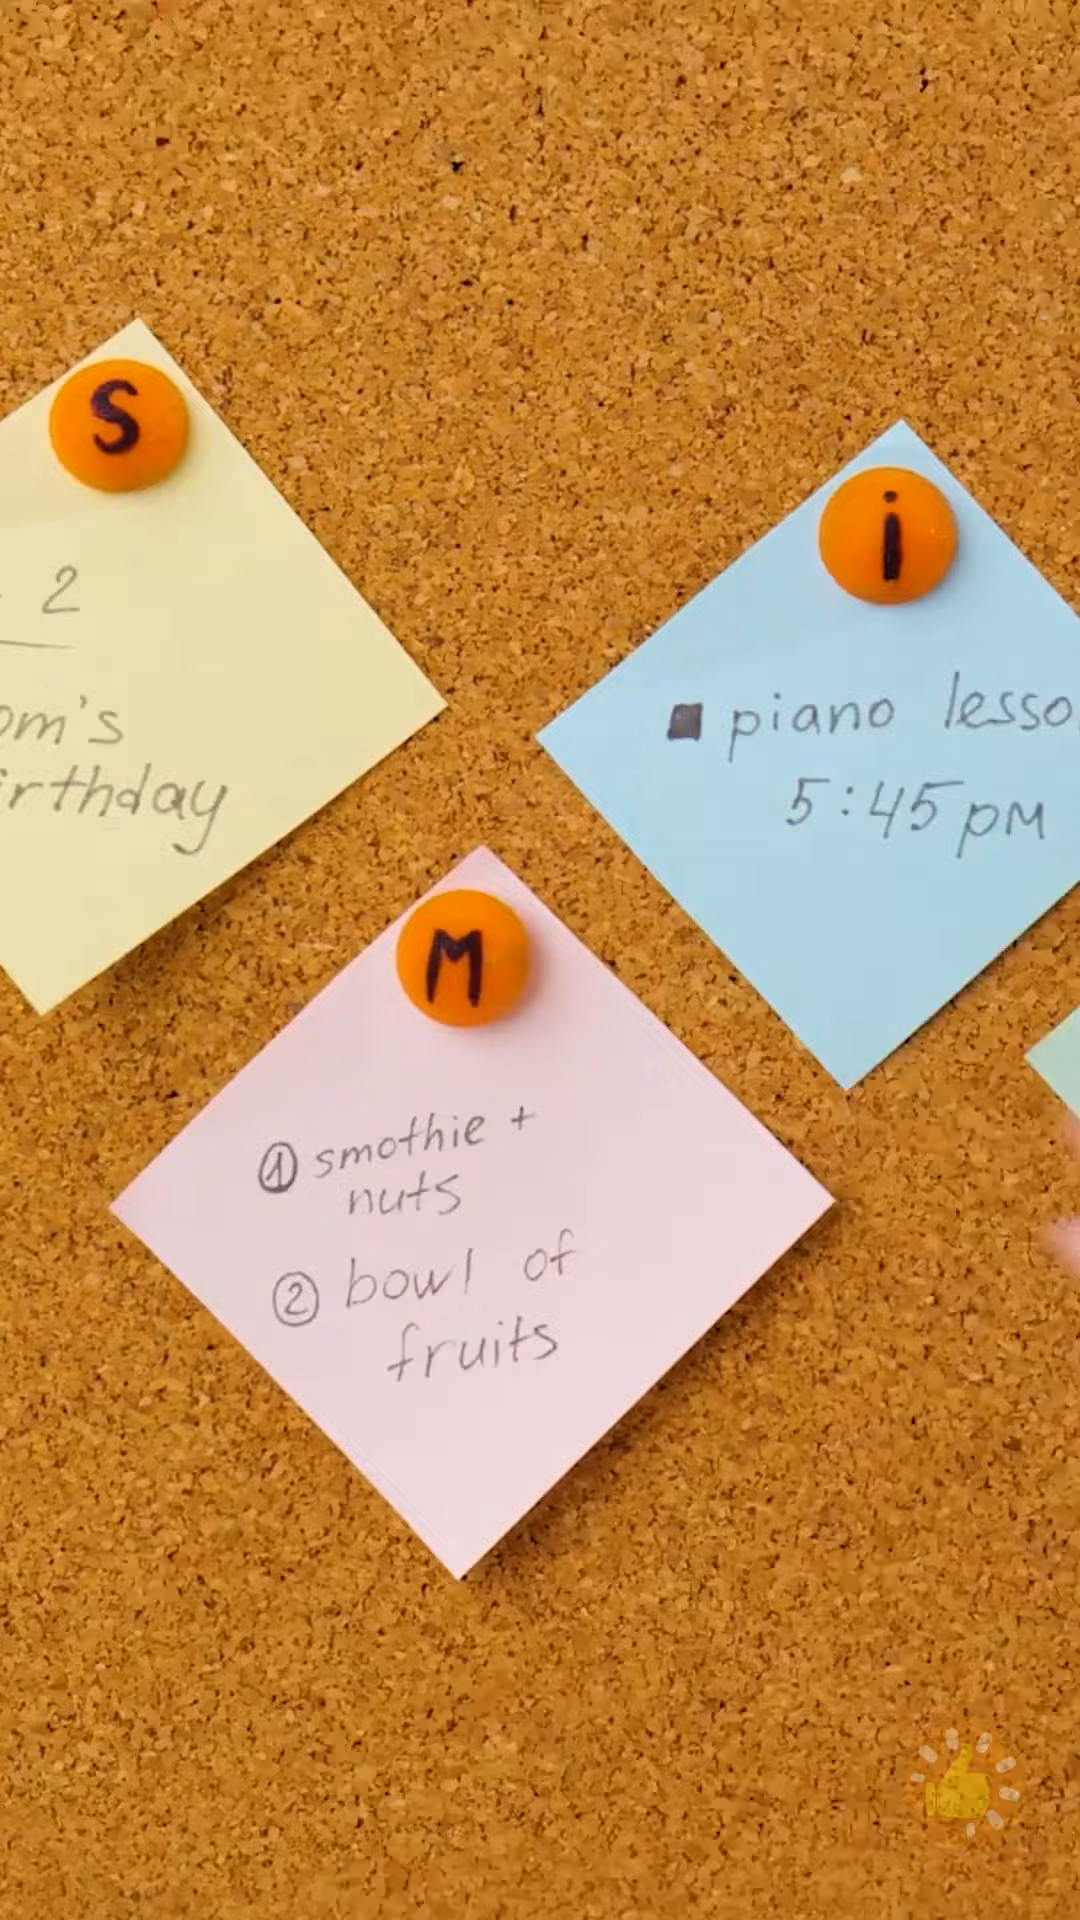 S
2
om's
irthday
i
piano lesso
5:45 pm
M
① smothie +
nuts
② bowl of
fruits